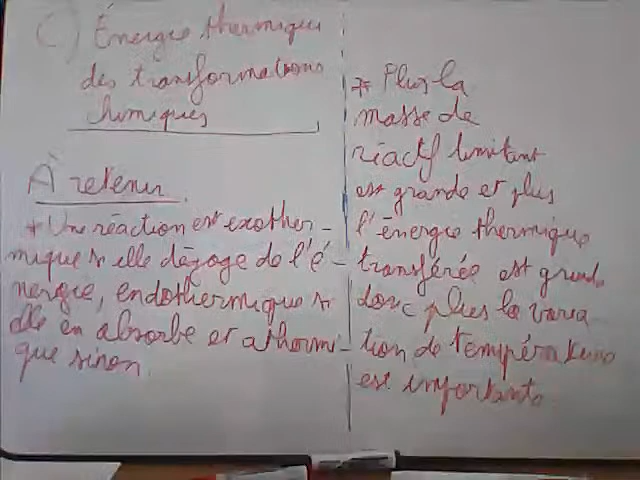 C) Énergie thermique
des transformations
chimiques
À retenir
* Une réaction est exother-
mique si elle dégage de l'é-
nergie, endothermique si
elle en absorbe et athermi-
que sinon.
* Plus la
masse de
réactif limitant
est grande et plus
l'énergie thermique
transférée est grande
donc plus la varia
tion de température
est importante